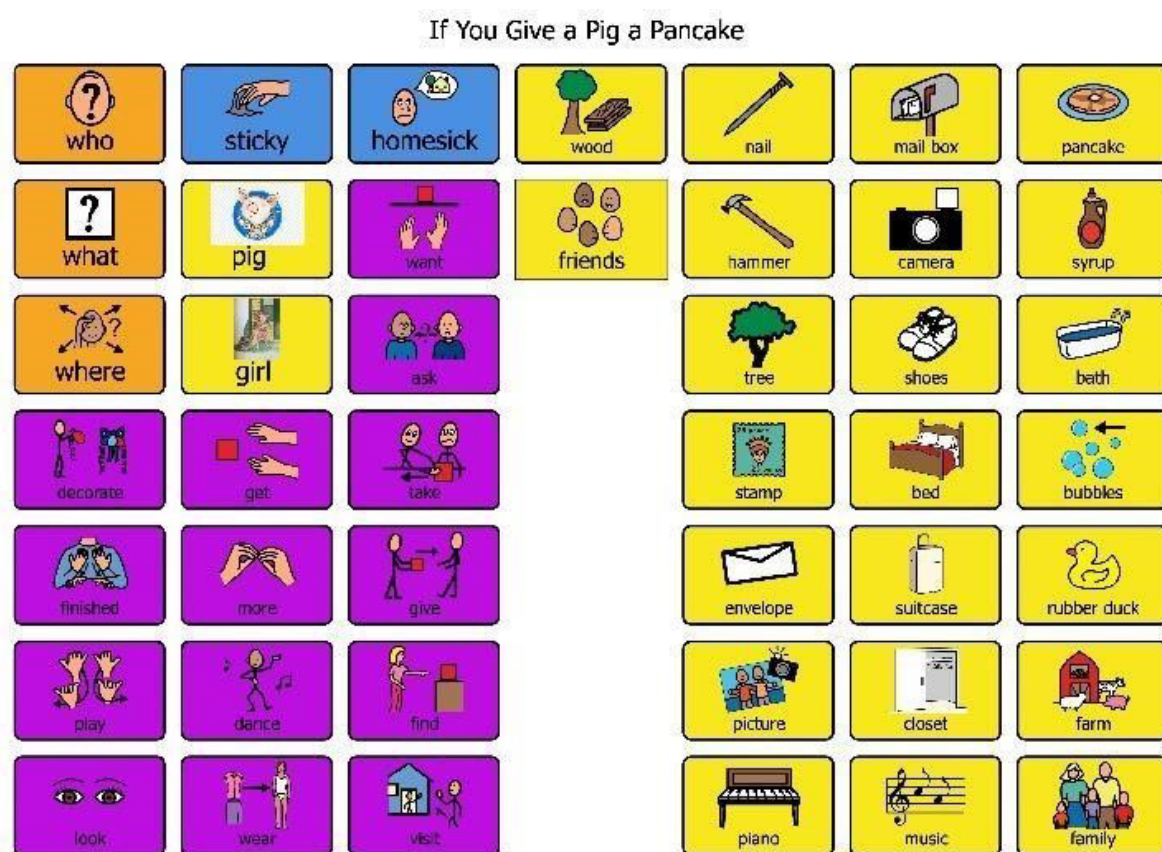 If You Give a Pig a Pancake
who sticky homesick wood nail mail box pancake
what pig want friends hammer camera syrup
where girl ask tree shoes bath
decorate get take stamp bed bubbles
finished more give envelope suitcase rubber duck
play dance find picture closet farm
look wear visit piano music family